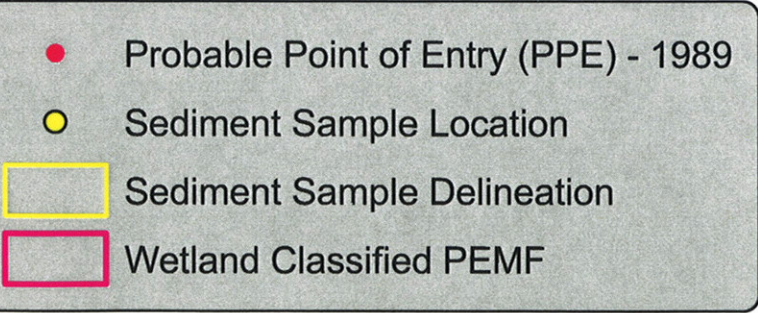 Probable Point of Entry (PPE) - 1989
Sediment Sample Location
Sediment Sample Delineation
Wetland Classified PEMF